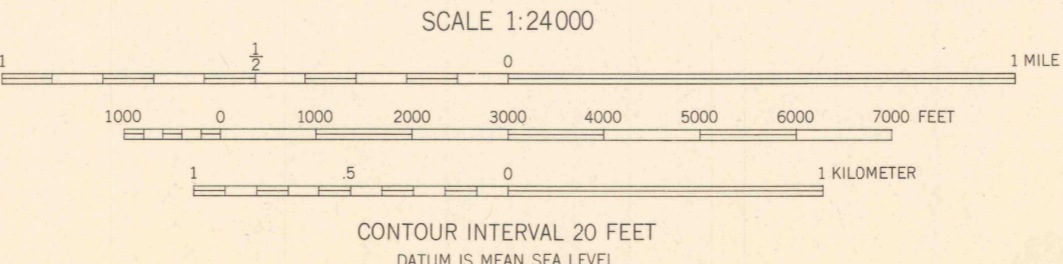 SCALE 1:24000
1 1/2 0 1 MILE
1000 0 1000 2000 3000 4000 5000 6000 7000 FEET
1 .5 0 1 KILOMETER
CONTOUR INTERVAL 20 FEET
DATUM IS MEAN SEA LEVEL